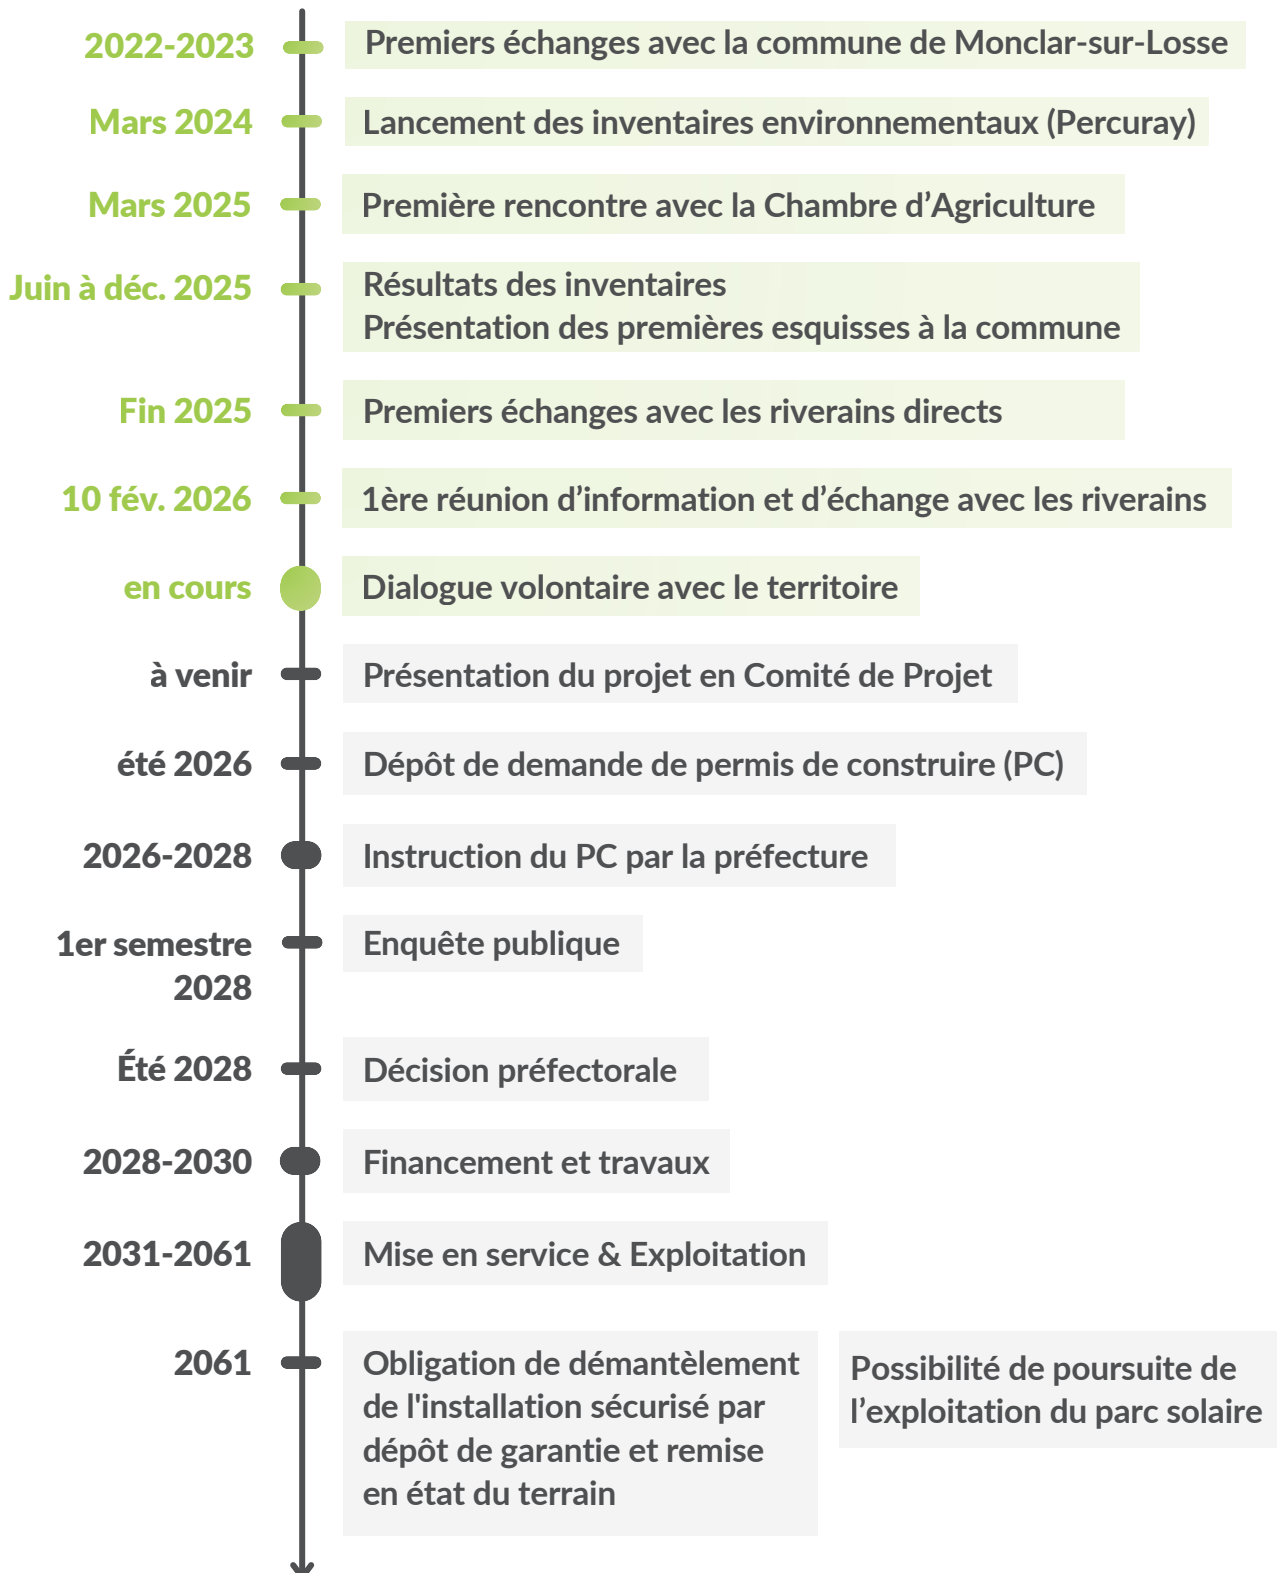 2022-2023
Premiers échanges avec la commune de Monclar-sur-Losse
Mars 2024
Lancement des inventaires environnementaux (Percuray)
Mars 2025
Première rencontre avec la Chambre d’Agriculture
Juin à déc. 2025
Résultats des inventaires
Présentation des premières esquisses à la commune
Fin 2025
Premiers échanges avec les riverains directs
10 fév. 2026
1ère réunion d’information et d’échange avec les riverains
en cours
Dialogue volontaire avec le territoire
à venir
Présentation du projet en Comité de Projet
été 2026
Dépôt de demande de permis de construire (PC)
2026-2028
Instruction du PC par la préfecture
1er semestre
2028
Enquête publique
Été 2028
Décision préfectorale
2028-2030
Financement et travaux
2031-2061
Mise en service & Exploitation
2061
Obligation de démantèlement
de l'installation sécurisé par
dépôt de garantie et remise
en état du terrain
Possibilité de poursuite de
l’exploitation du parc solaire